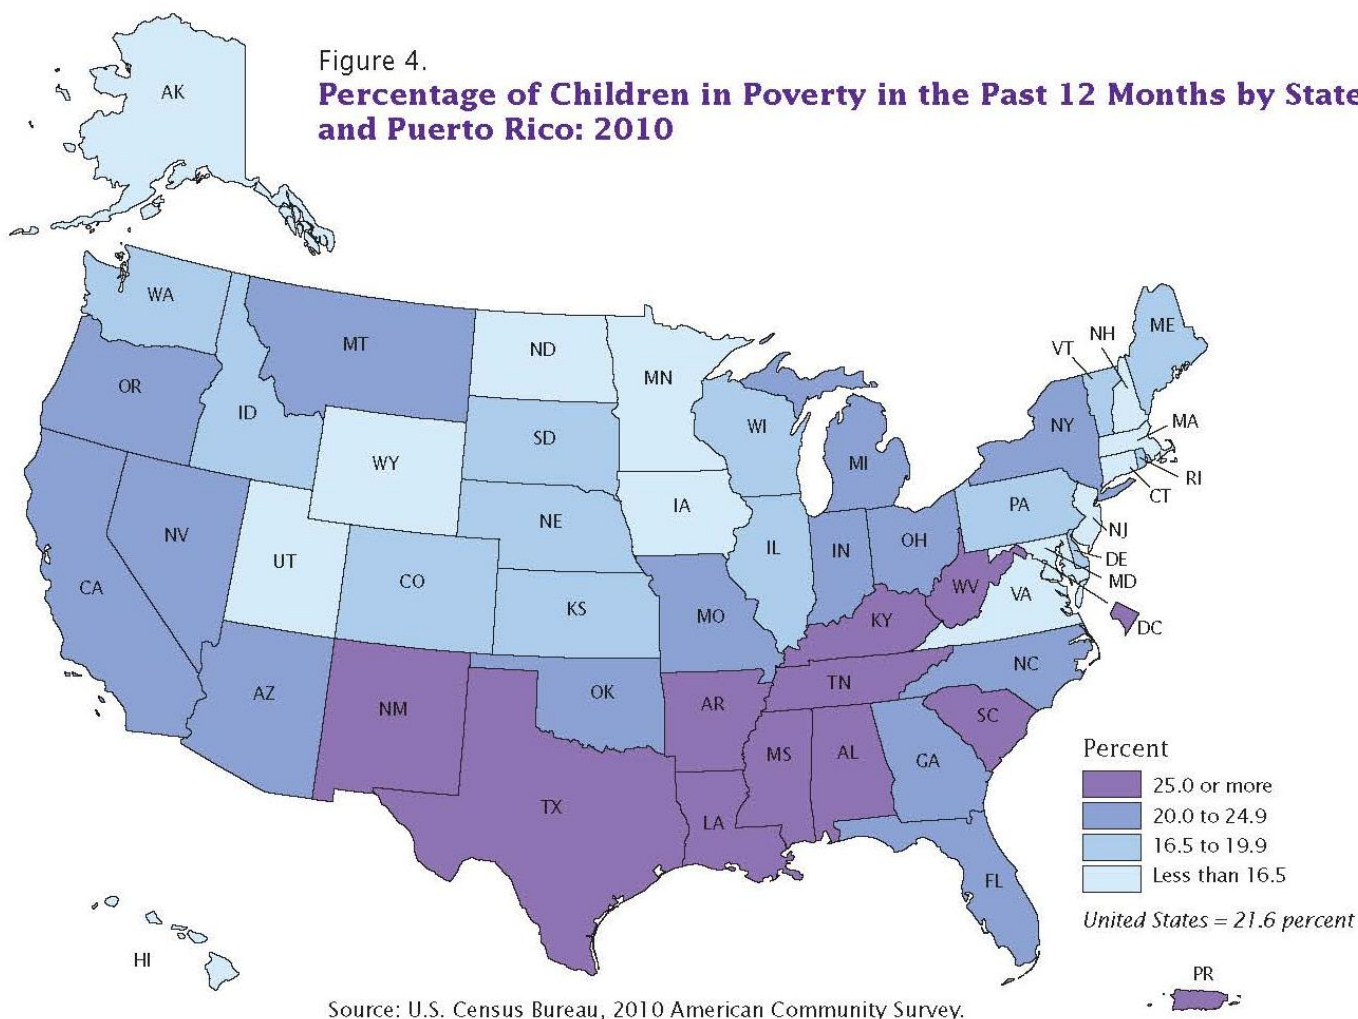 Figure 4.
Percentage of Children in Poverty in the Past 12 Months by State
and Puerto Rico: 2010
AK
WA
MT
ND
MN
ME
NH
VT
OR
ID
SD
WI
NY
MA
MI
WY
RI
CT
IA
PA
NE
NJ
NV
UT
IL
IN
OH
DE
MD
CA
CO
WV
VA
KS
MO
KY
DC
NC
AZ
OK
TN
NM
AR
SC
MS
AL
GA
TX
LA
FL
HI
Percent
25.0 or more
20.0 to 24.9
16.5 to 19.9
Less than 16.5
United States = 21.6 percent
PR
Source: U.S. Census Bureau, 2010 American Community Survey.